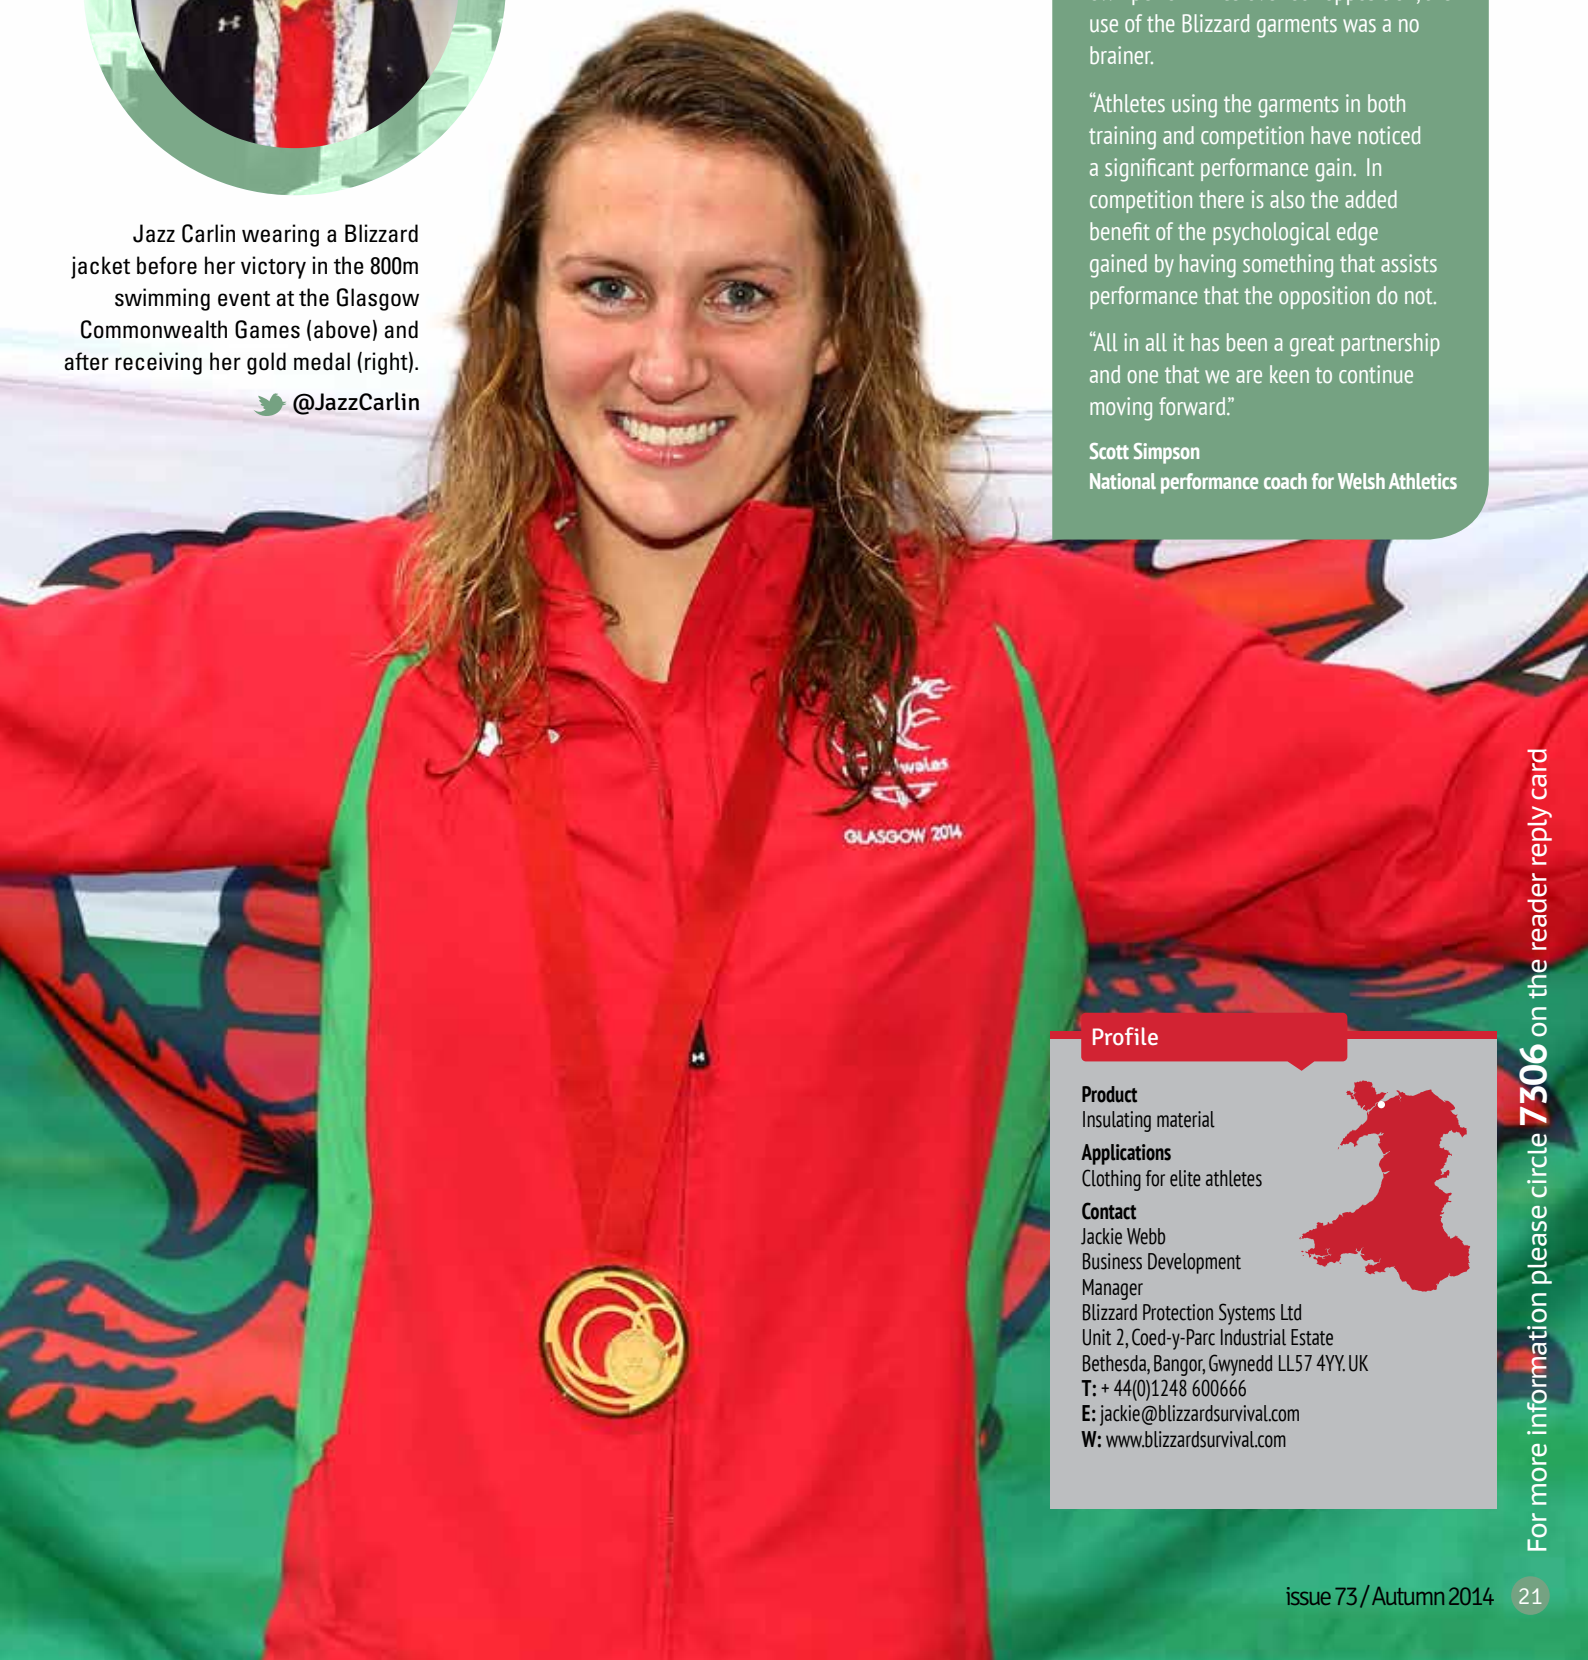 use of the Blizzard garments was a no
brainer.
“Athletes using the garments in both
training and competition have noticed
a significant performance gain. In
competition there is also the added
benefit of the psychological edge
gained by having something that assists
performance that the opposition do not.
“All in all it has been a great partnership
and one that we are keen to continue
moving forward.”
Scott Simpson
National performance coach for Welsh Athletics
Jazz Carlin wearing a Blizzard
jacket before her victory in the 800m
swimming event at the Glasgow
Commonwealth Games (above) and
after receiving her gold medal (right).
@JazzCarlin
wales
GLASGOW 2014
Profile
Product
Insulating material
Applications
Clothing for elite athletes
Contact
Jackie Webb
Business Development
Manager
Blizzard Protection Systems Ltd
Unit 2, Coed-y-Parc Industrial Estate
Bethesda, Bangor, Gwynedd LL57 4YY. UK
T: + 44(0)1248 600666
E: jackie@blizzardsurvival.com
W: www.blizzardsurvival.com
For more information please circle 7306 on the reader reply card
issue 73 / Autumn 2014 21